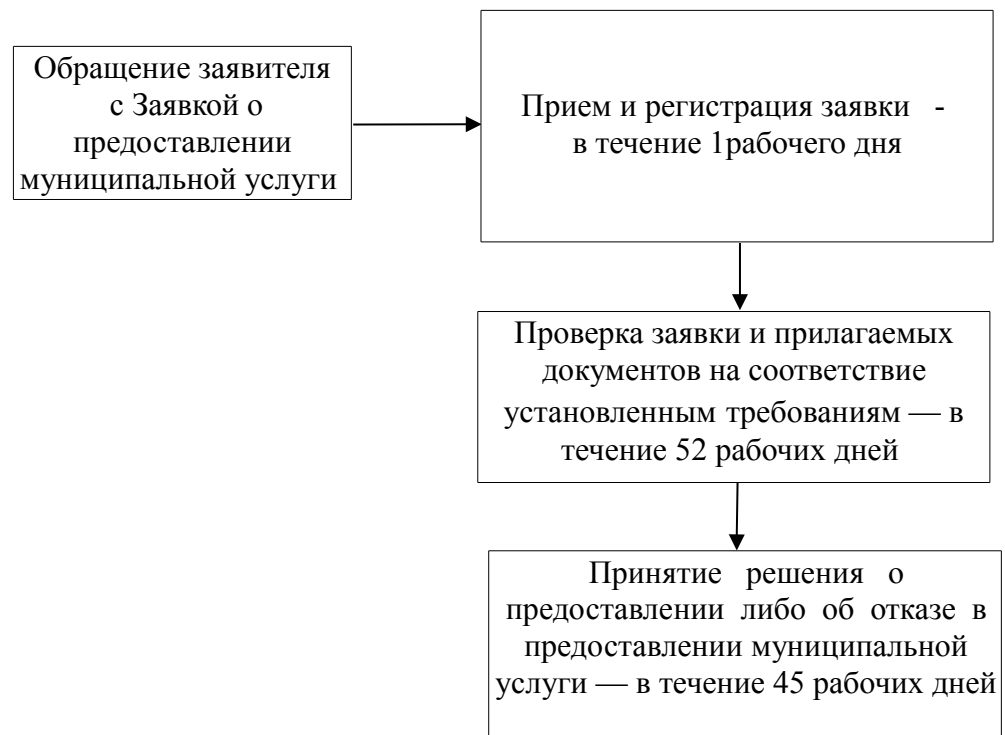 Обращение заявителя
с Заявкой о
предоставлении
муниципальной услуги
Прием и регистрация заявки -
в течение 1рабочего дня
Проверка заявки и прилагаемых
документов на соответствие
установленным требованиям — в
течение 52 рабочих дней
Принятие решения о
предоставлении либо об отказе в
предоставлении муниципальной
услуги — в течение 45 рабочих дней